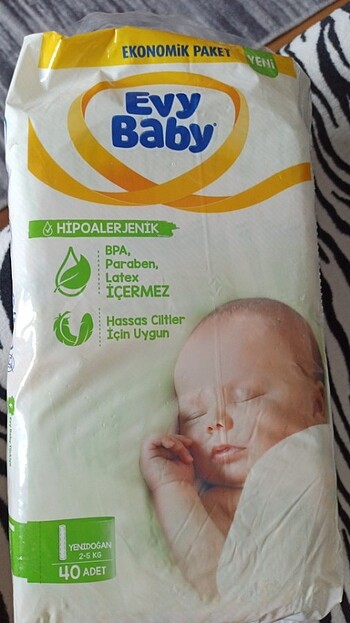 EKONOMİK PAKET
YENİ
Evy
Baby
HİPOALERJENİK
BPA,
Paraben,
Latex
İÇERMEZ
Hassas Ciltler
İçin Uygun
1 YENİDOĞAN
2-5 KG
40 ADET